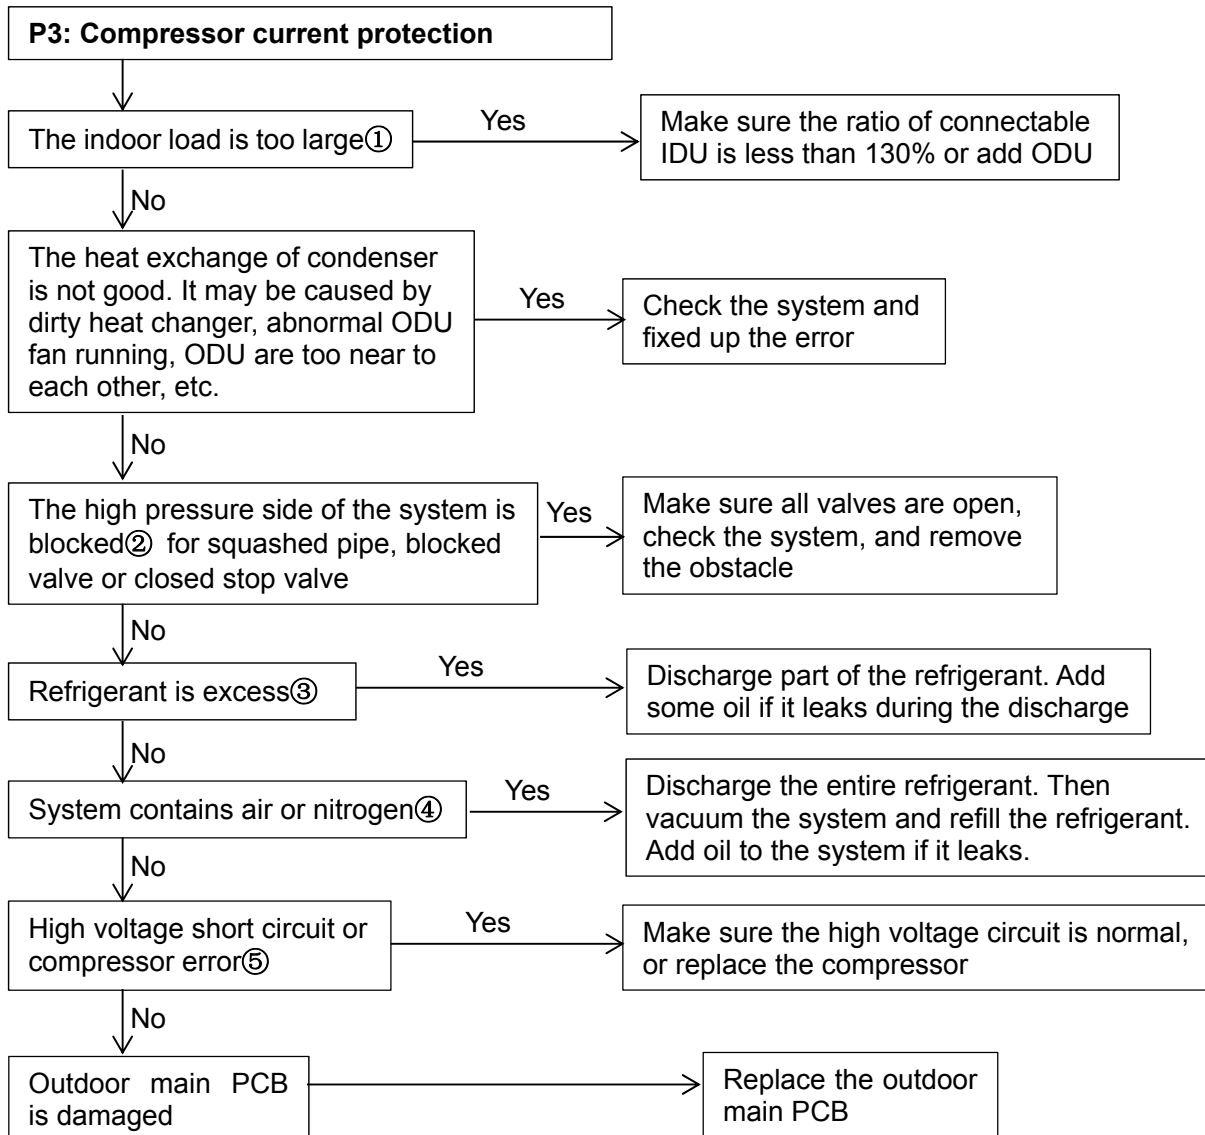 P3: Compressor current protection
The indoor load is too large①
Yes
Make sure the ratio of connectable
IDU is less than 130% or add ODU
No
The heat exchange of condenser
is not good. It may be caused by
dirty heat changer, abnormal ODU
fan running, ODU are too near to
each other, etc.
Yes
Check the system and
fixed up the error
No
The high pressure side of the system is
blocked② for squashed pipe, blocked
valve or closed stop valve
Yes
Make sure all valves are open,
check the system, and remove
the obstacle
No
Refrigerant is excess③
Yes
Discharge part of the refrigerant. Add
some oil if it leaks during the discharge
No
System contains air or nitrogen④
Yes
Discharge the entire refrigerant. Then
vacuum the system and refill the refrigerant.
Add oil to the system if it leaks.
No
High voltage short circuit or
compressor error⑤
Yes
Make sure the high voltage circuit is normal,
or replace the compressor
No
Outdoor main PCB
is damaged
Replace the outdoor
main PCB